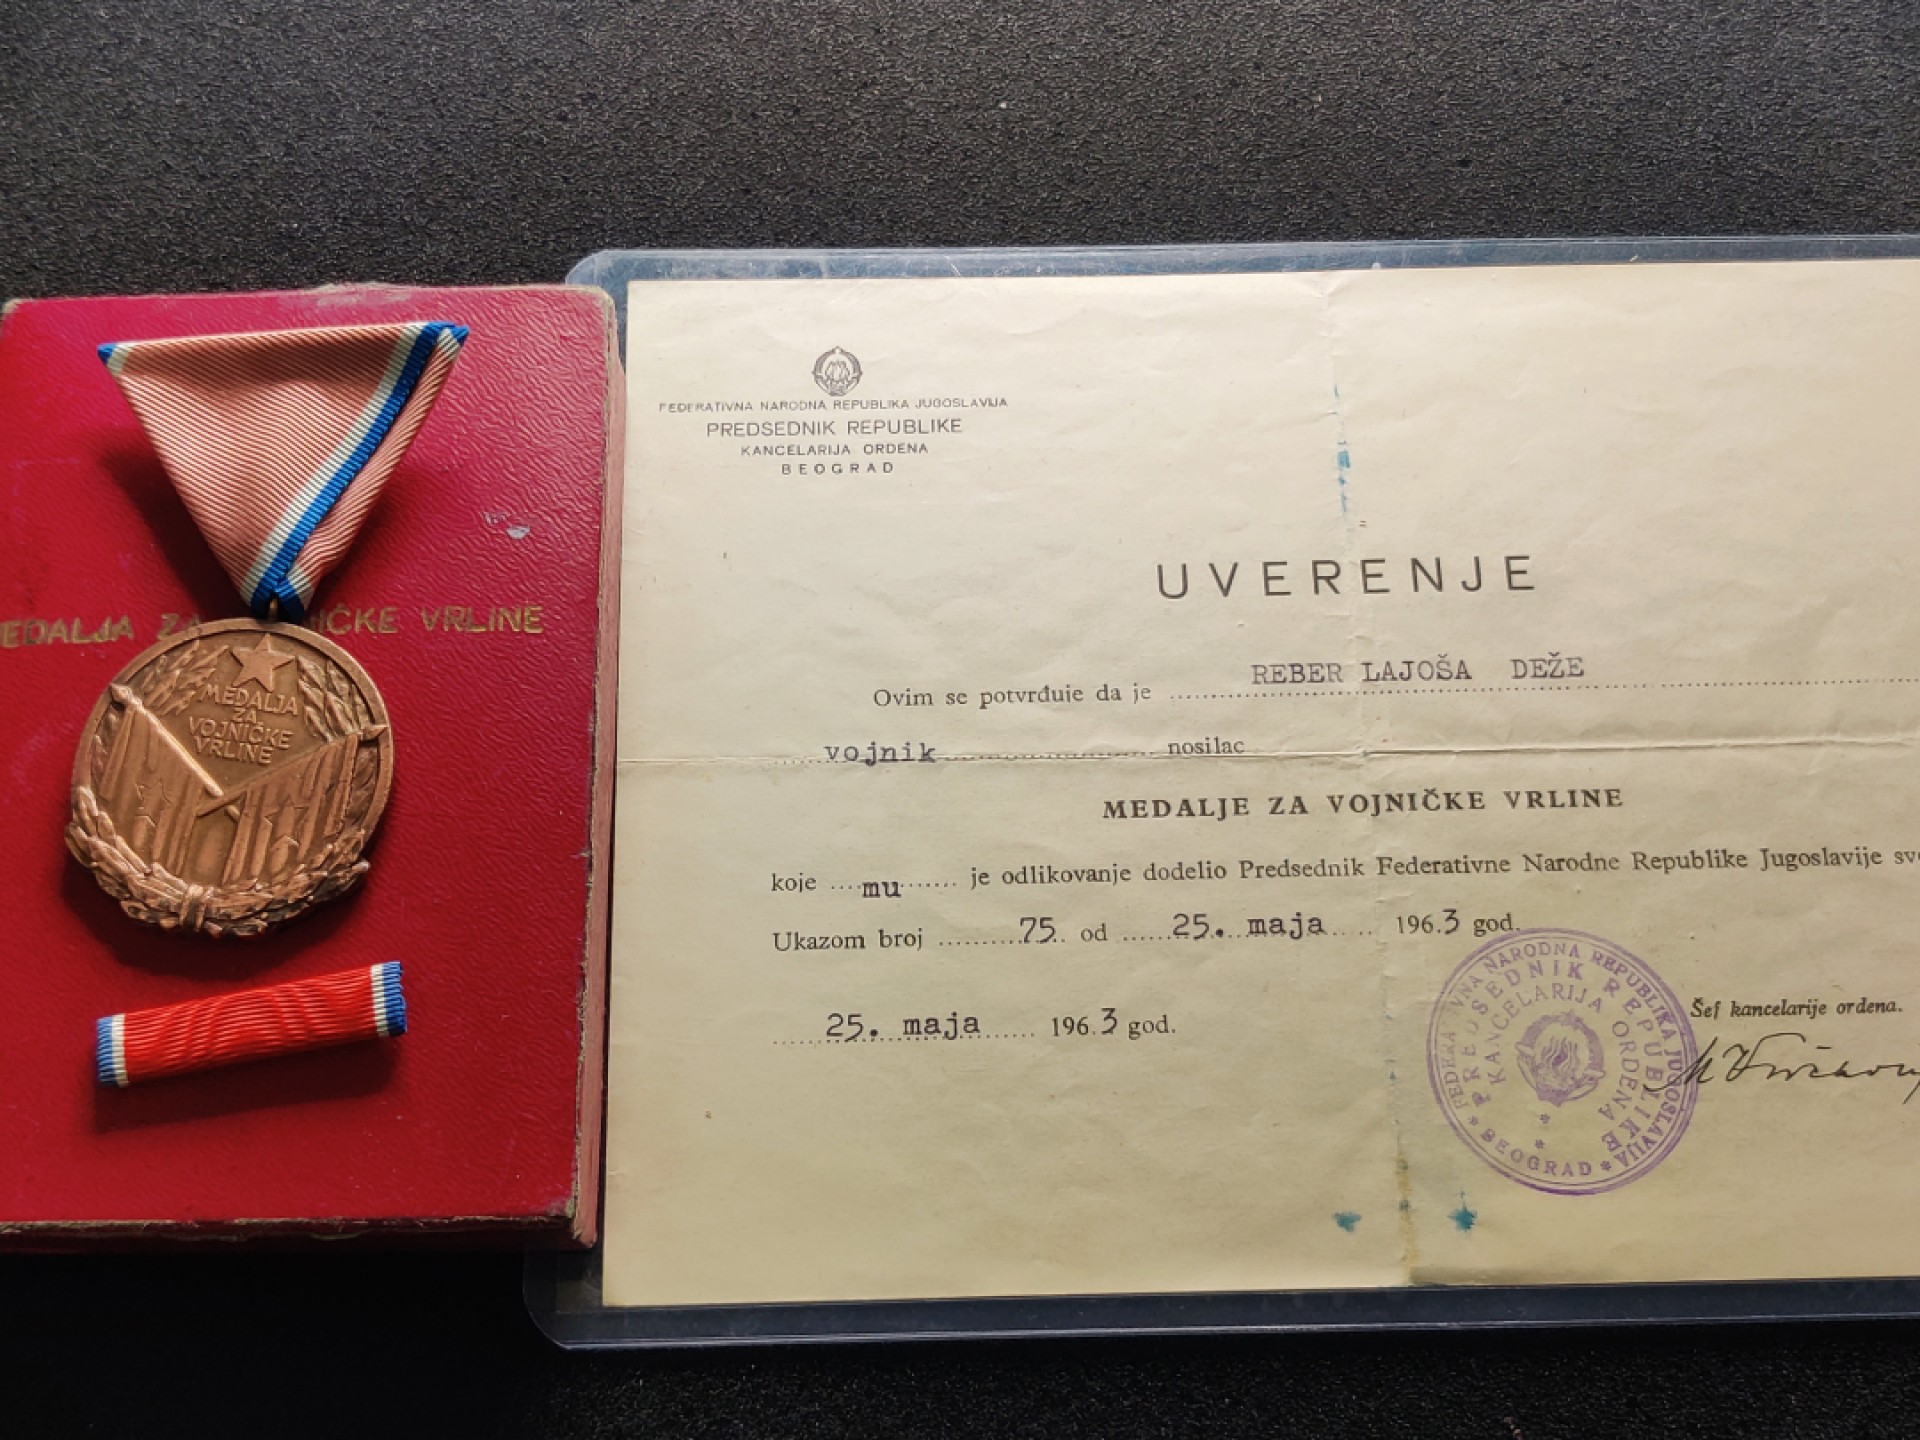 MEDALJA
ZA
VOJNIČKE
VRLINE
VRLINE
FEDERATIVNA NARODNA REPUBLIKA JUGOSLAVIJA
PREDSEDNIK REPUBLIKE
KANCELARIJA ORDENA
BEOGRAD
UVERENJE
Ovim se potvrđuje da je REBER LAJOŠA DEŽE
vojnik nosilac
MEDALJE ZA VOJNIČKE VRLINE
koje mu je odlikovanje dodelio Predsednik Federativne Narodne Republike Jugoslavije
Ukazom broj 75 od 25. maja 1963 god.
25. maja 1963 god.
Šef kancelarije ordena.
NARODNA REPUBLIKA JUGOSLAVIJA
PREDSEDNIK REPUBLIKE
KANCELARIJA ORDENA
* BEOGRAD *